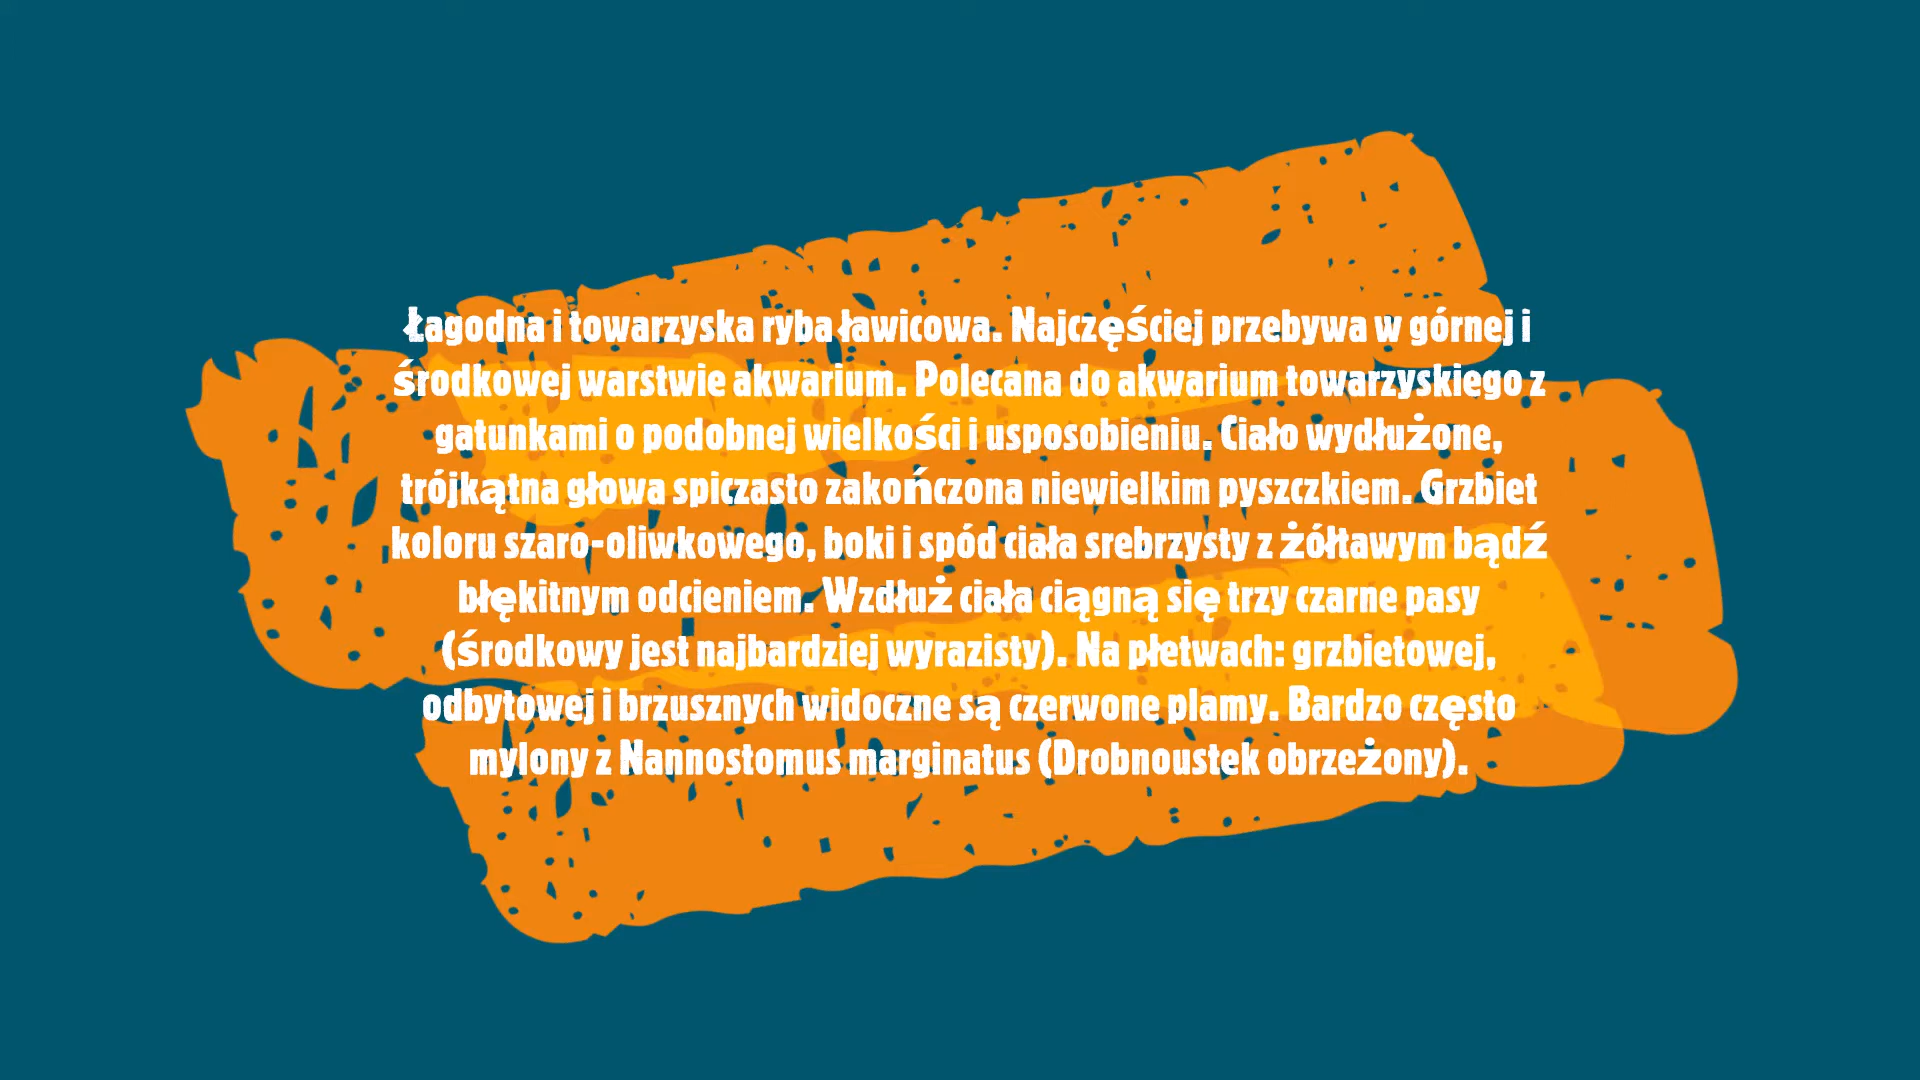 Łagodna i towarzyska ryba ławicowa. Najczęściej przebywa w górnej i
środkowej warstwie akwarium. Polecana do akwarium towarzyskiego z
gatunkami o podobnej wielkości i usposobieniu. Ciało wydłużone,
trójkątna głowa spiczasto zakończona niewielkim pyszczkiem. Grzbiet
koloru szaro-oliwkowego, boki i spód ciała srebrzysty z żółtawym bądź
błękitnym odcieniem. Wzdłuż ciała ciągną się trzy czarne pasy
(środkowy jest najbardziej wyrazisty). Na płetwach: grzbietowej,
odbytowej i brzusznych widoczne są czerwone plamy. Bardzo często
mylony z Nannostomus marginatus (Drobnoustek obrzeżony).